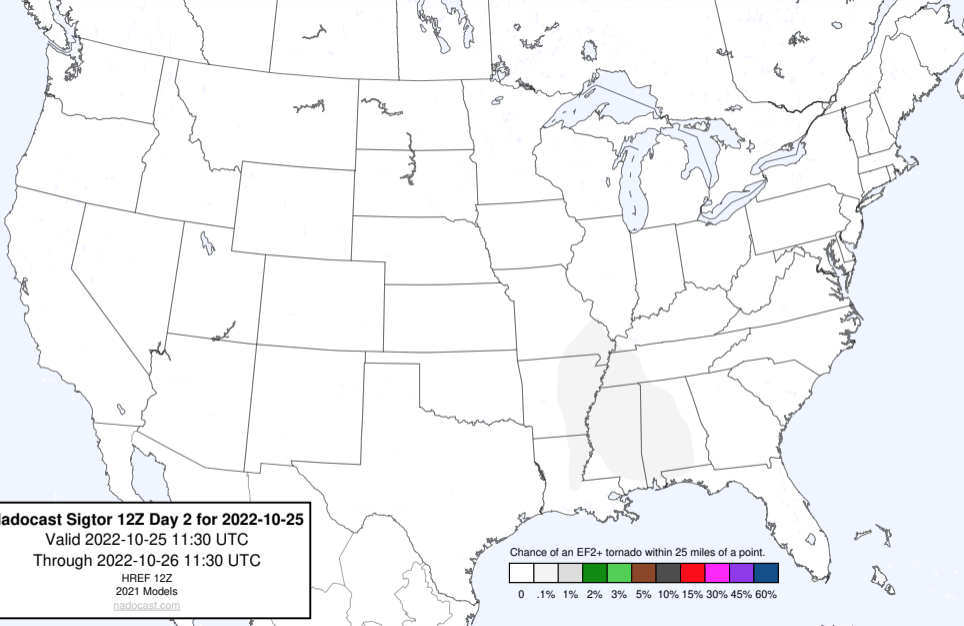 adocast Sigtor 12Z Day 2 for 2022-10-25
Valid 2022-10-25 11:30 UTC
Through 2022-10-26 11:30 UTC
HREF 12Z
2021 Models
nadocast.com
Chance of an EF2+ tornado within 25 miles of a point.
0 .1% 1% 2% 3% 5% 10% 15% 30% 45% 60%